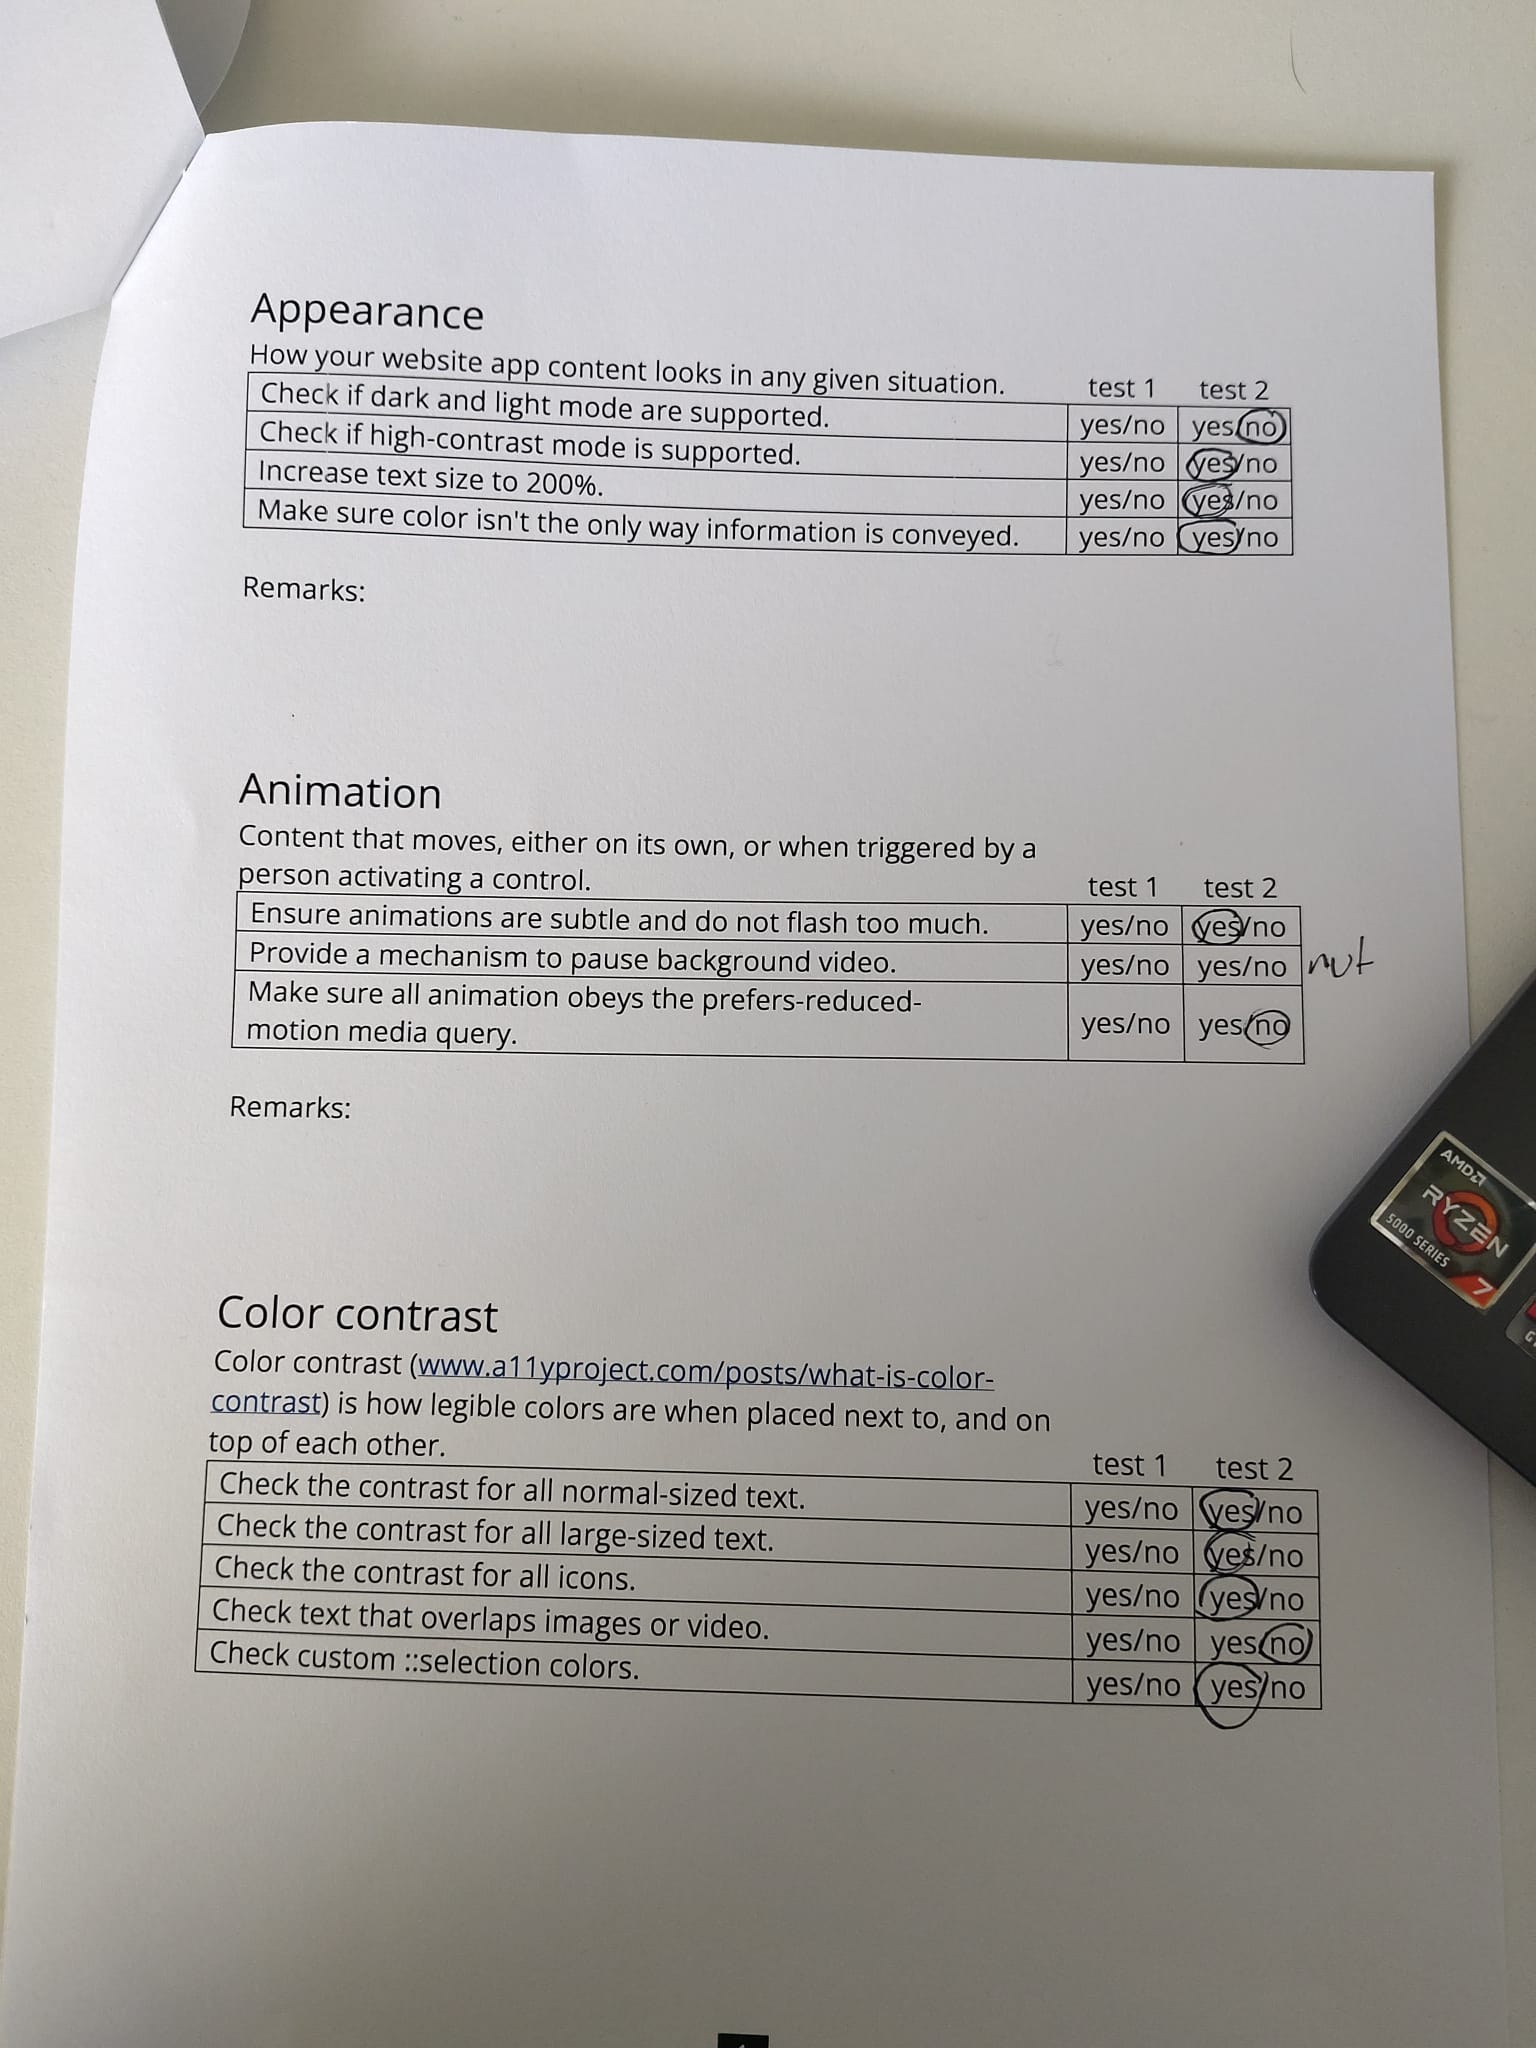 Appearance
How your website app content looks in any given situation. test 1 test 2
Check if dark and light mode are supported. yes/no yes/no
Check if high-contrast mode is supported. yes/no yes/no
Increase text size to 200%. yes/no yes/no
Make sure color isn't the only way information is conveyed. yes/no yes/no
Remarks:
Animation
Content that moves, either on its own, or when triggered by a
person activating a control. test 1 test 2
Ensure animations are subtle and do not flash too much. yes/no yes/no
Provide a mechanism to pause background video. yes/no yes/no
Make sure all animation obeys the prefers-reduced-
motion media query. yes/no yes/no
Remarks:
Color contrast
Color contrast (www.a11yproject.com/posts/what-is-color-
contrast) is how legible colors are when placed next to, and on
top of each other. test 1 test 2
Check the contrast for all normal-sized text. yes/no yes/no
Check the contrast for all large-sized text. yes/no yes/no
Check the contrast for all icons. yes/no yes/no
Check text that overlaps images or video. yes/no yes/no
Check custom ::selection colors. yes/no yes/no
AMD
RYZEN
5000 SERIES
7